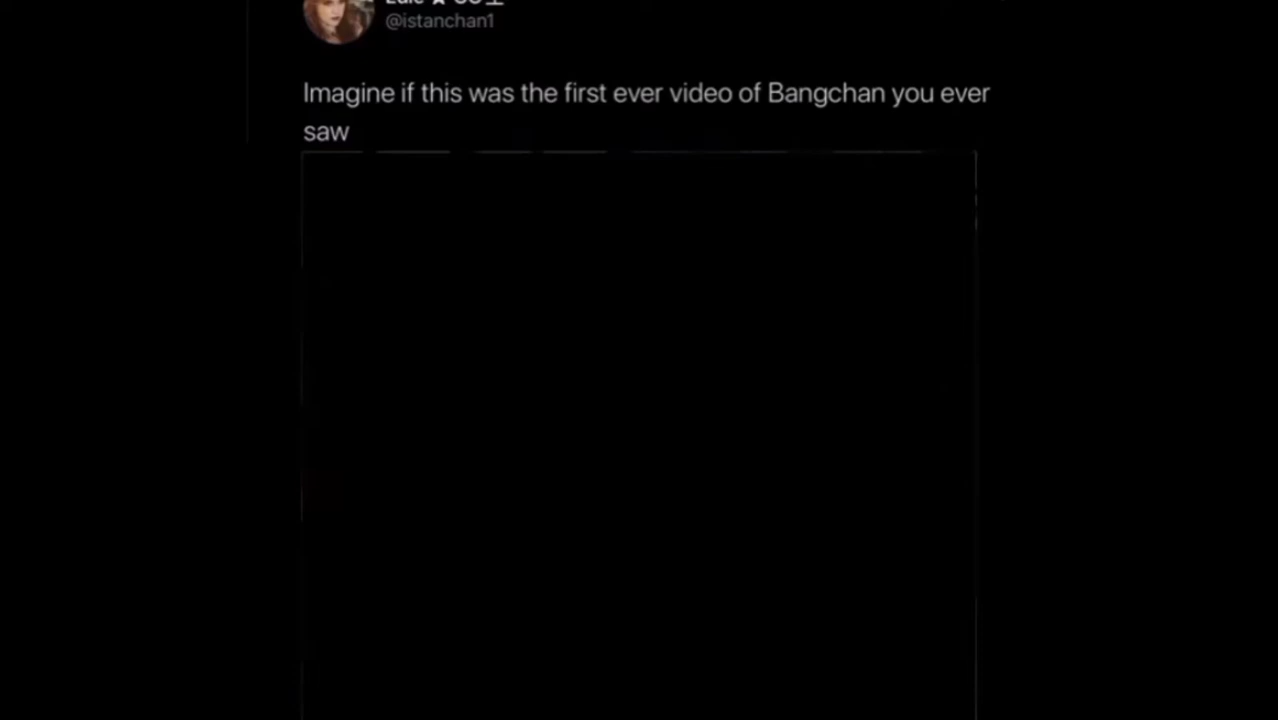 @istanchan1
Imagine if this was the first ever video of Bangchan you ever
saw